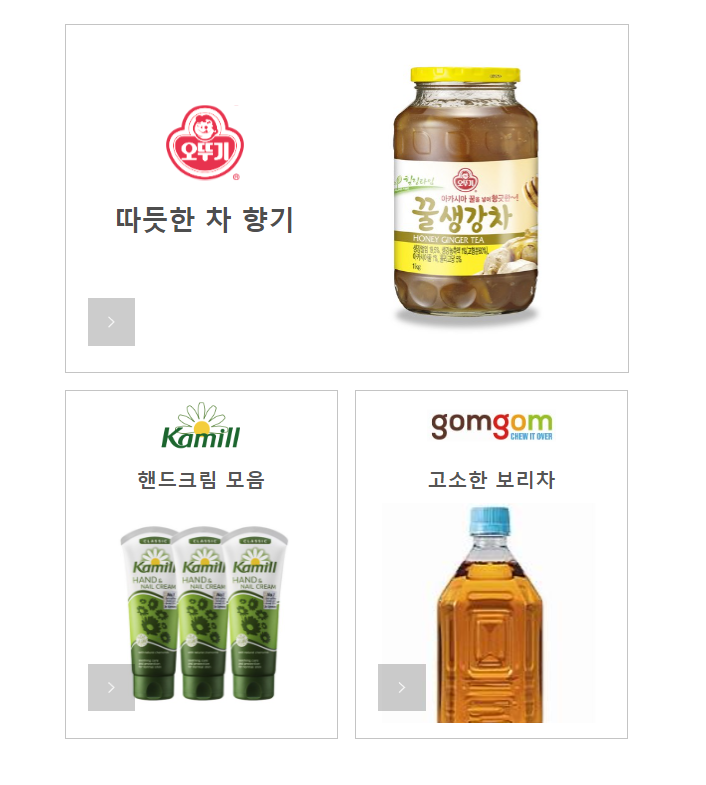 오뚜기
따듯한 차 향기
오뚜기
아카시아 꿀을 넣어 향긋한~!
꿀생강차
HONEY GINGER TEA
1kg
Kamill
핸드크림 모음
CLASSIC CLASSIC CLASSIC
Kamill Kamill Kamill
HAND & HAND & HAND &
NAIL CREAM NAIL CREAM NAIL CREAM
gomgom
CHEW IT OVER
고소한 보리차